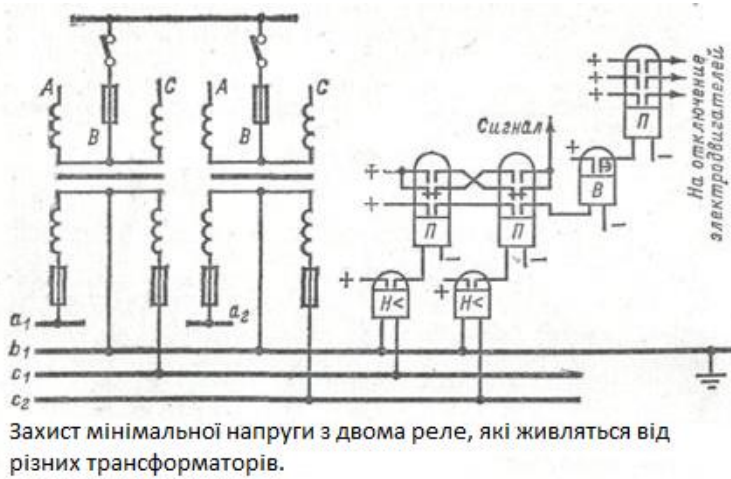 A
C
A
C
B
B
a₁
a₂
b₁
c₁
c₂
+
+
+
П
На отключение
электродвигателей
Сигнал
+
+
+
П
П
В
−
−
−
−
+
+
Н<
Н<
Захист мінімальної напруги з двома реле, які живляться від
різних трансформаторів.